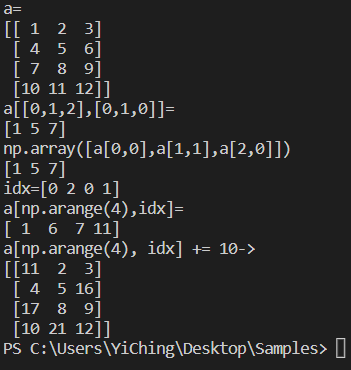 a=
[[ 1  2  3]
 [ 4  5  6]
 [ 7  8  9]
 [10 11 12]]
a[[0,1,2],[0,1,0]]=
[1 5 7]
np.array([a[0,0],a[1,1],a[2,0]])
[1 5 7]
idx=[0 2 0 1]
a[np.arange(4),idx]=
[ 1  6  7 11]
a[np.arange(4), idx] += 10->
[[11  2  3]
 [ 4  5 16]
 [17  8  9]
 [10 21 12]]
PS C:\Users\YiChing\Desktop\Samples>